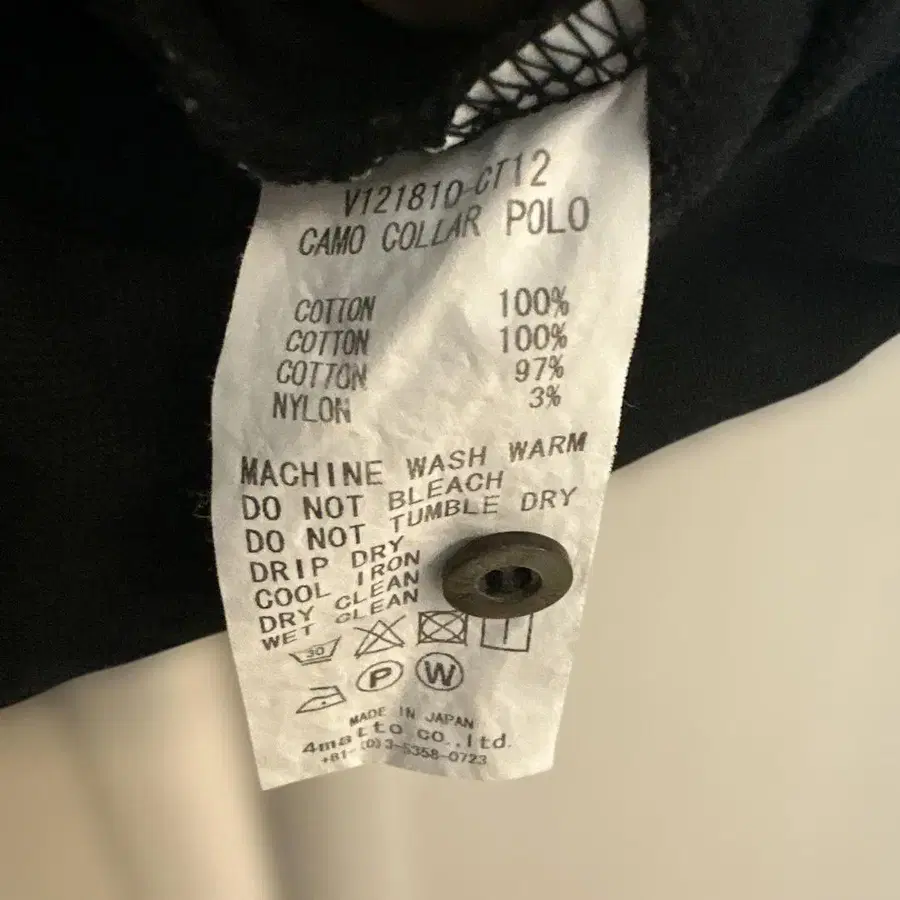 V121810-CT12
CAMO COLLAR POLO
COTTON 100%
COTTON 100%
COTTON 97%
NYLON 3%
MACHINE WASH WARM
DO NOT BLEACH
DO NOT TUMBLE DRY
DRIP DRY
COOL IRON
DRY CLEAN
WET CLEAN
30
P W
MADE IN JAPAN
4matto co.,ltd.
+81-(0)3-5358-0723